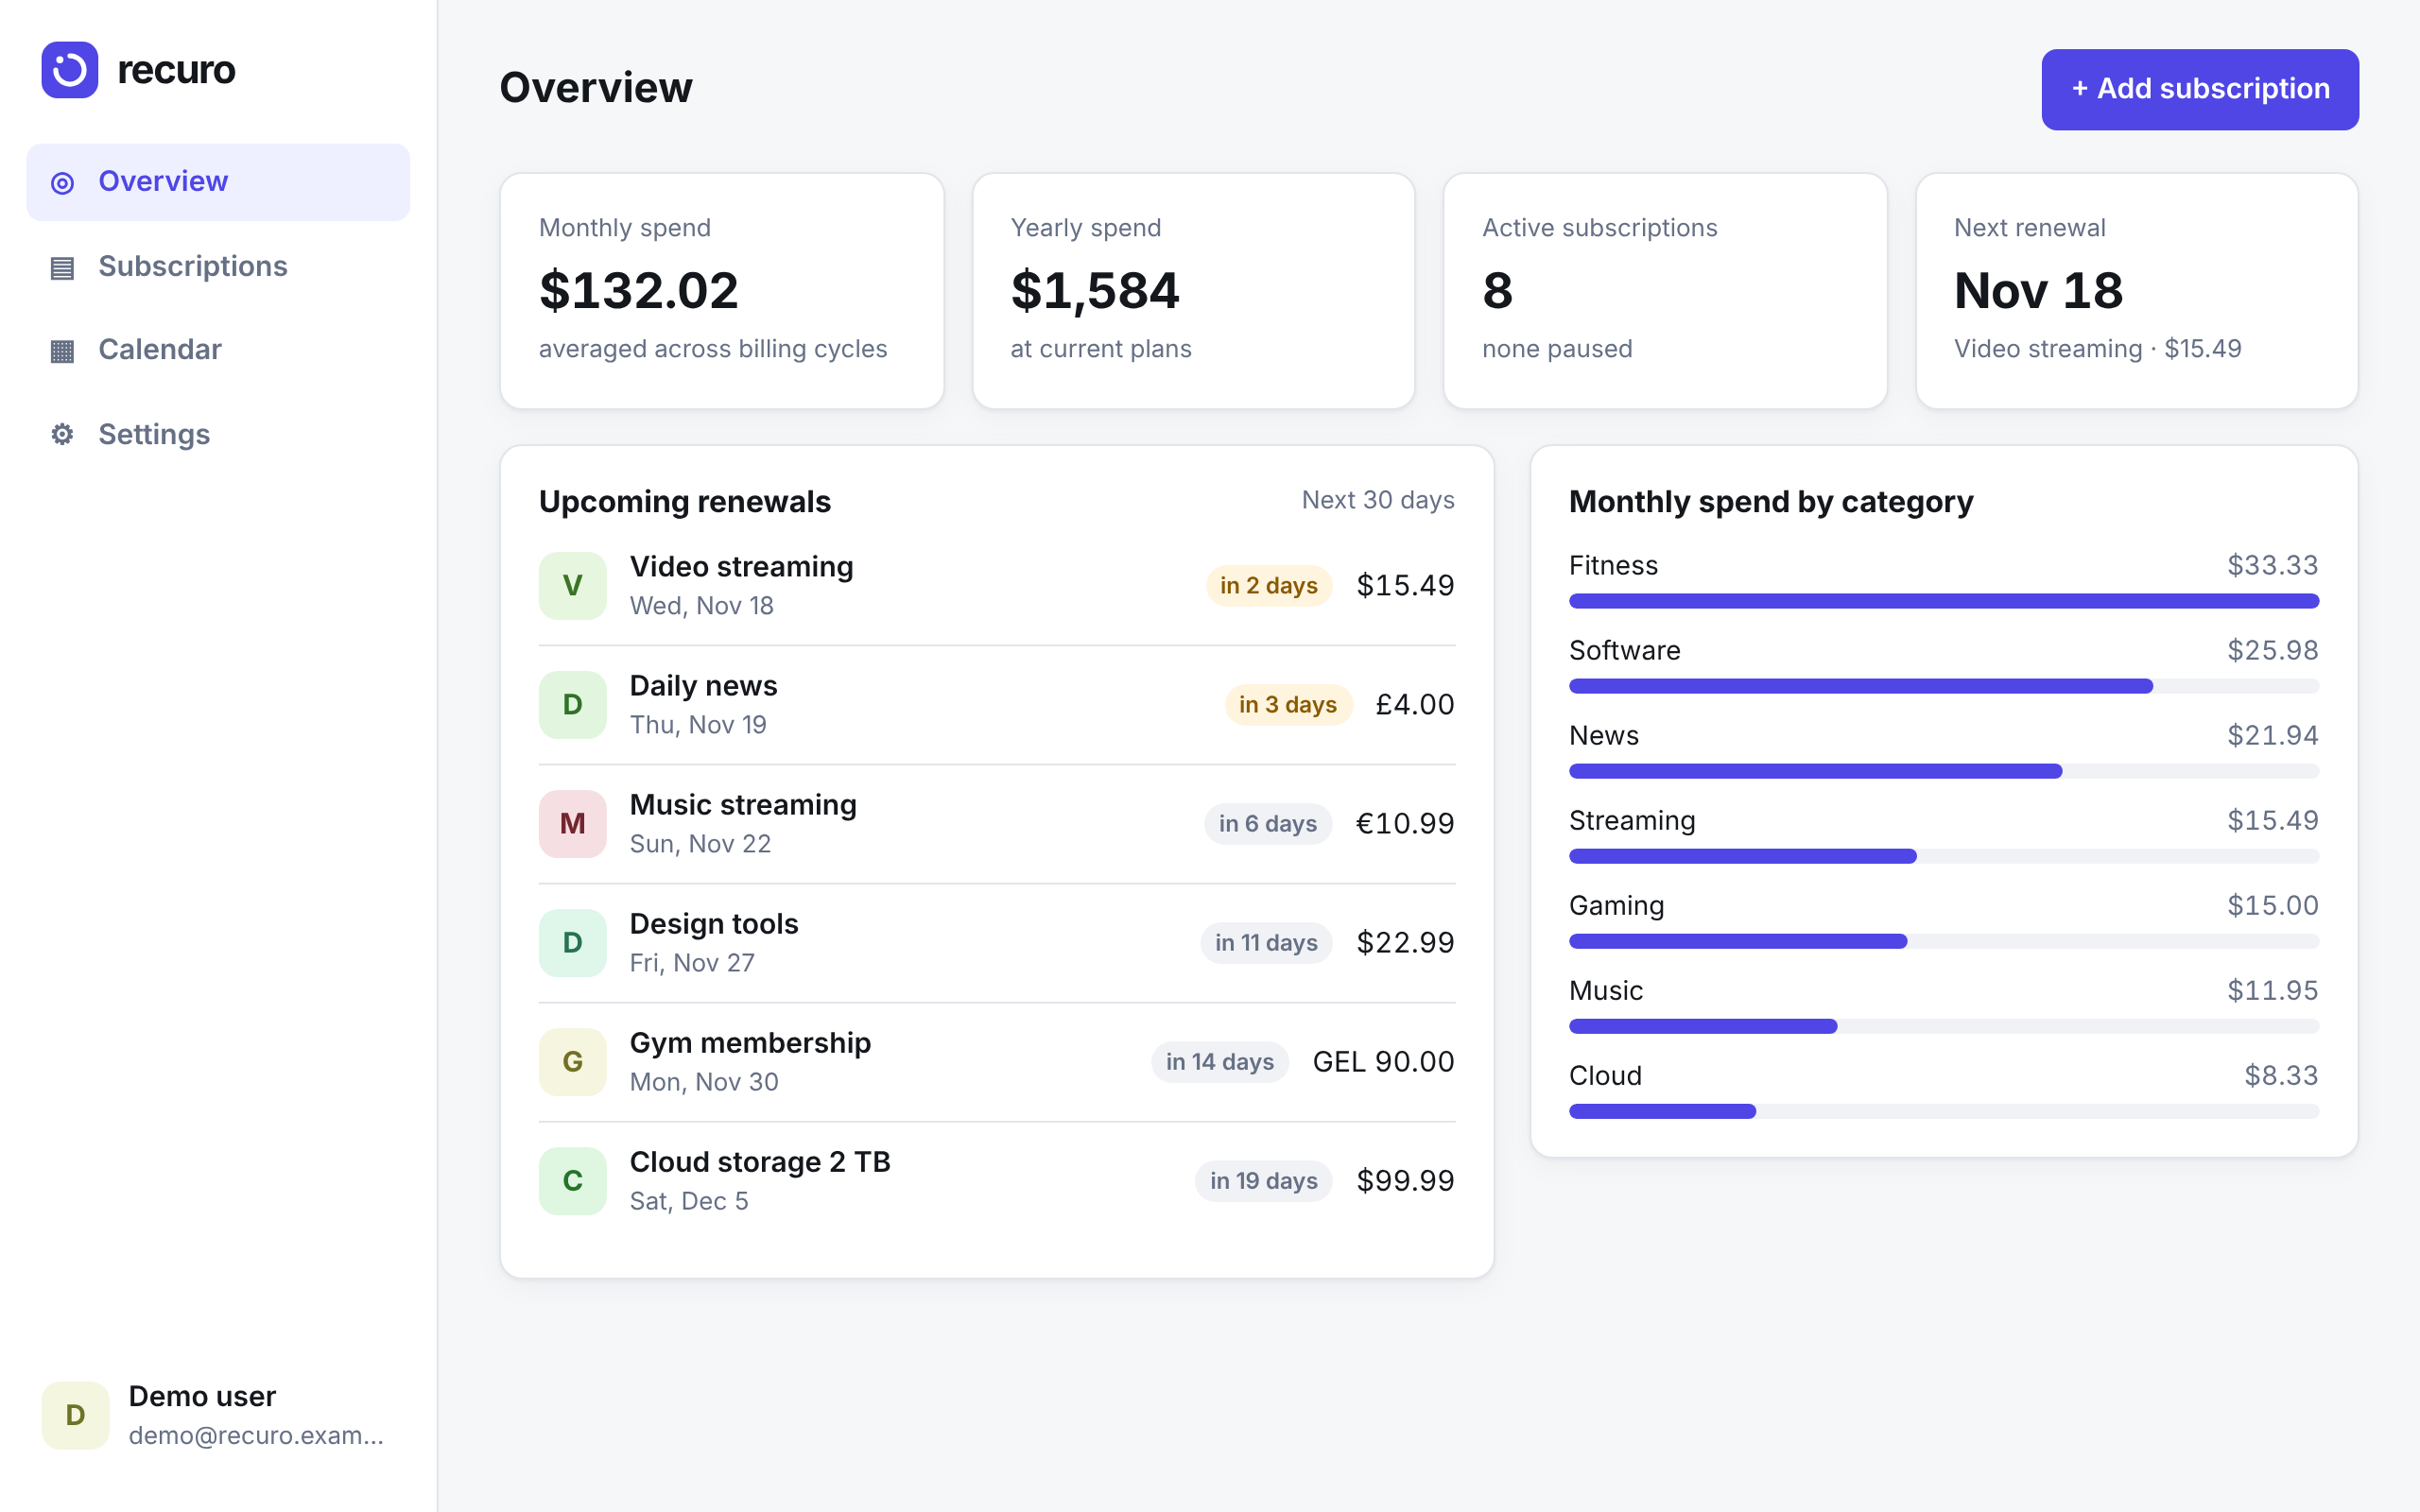 recuro
Overview
Subscriptions
Calendar
Settings
Demo user
demo@recuro.exam...
Overview
+ Add subscription
Monthly spend
$132.02
averaged across billing cycles
Yearly spend
$1,584
at current plans
Active subscriptions
8
none paused
Next renewal
Nov 18
Video streaming · $15.49
Upcoming renewals
Next 30 days
V
Video streaming
Wed, Nov 18
in 2 days
$15.49
D
Daily news
Thu, Nov 19
in 3 days
£4.00
M
Music streaming
Sun, Nov 22
in 6 days
€10.99
D
Design tools
Fri, Nov 27
in 11 days
$22.99
G
Gym membership
Mon, Nov 30
in 14 days
GEL 90.00
C
Cloud storage 2 TB
Sat, Dec 5
in 19 days
$99.99
Monthly spend by category
Fitness
$33.33
Software
$25.98
News
$21.94
Streaming
$15.49
Gaming
$15.00
Music
$11.95
Cloud
$8.33
D